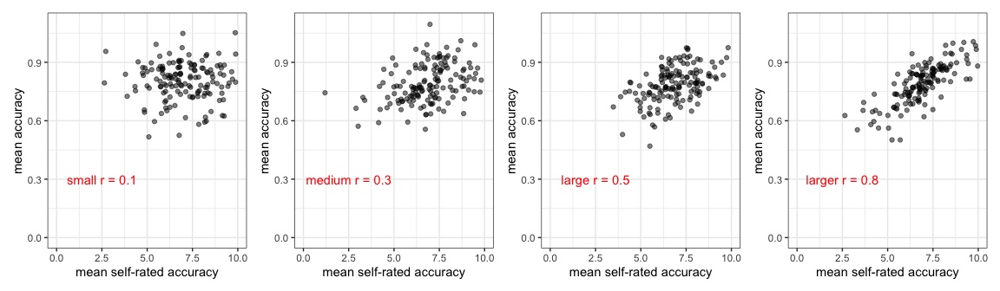 mean accuracy
0.9
0.6
0.3
0.0
small r = 0.1
0.0 2.5 5.0 7.5 10.0
mean self-rated accuracy
mean accuracy
0.9
0.6
0.3
0.0
medium r = 0.3
0.0 2.5 5.0 7.5 10.0
mean self-rated accuracy
mean accuracy
0.9
0.6
0.3
0.0
large r = 0.5
0.0 2.5 5.0 7.5 10.0
mean self-rated accuracy
mean accuracy
0.9
0.6
0.3
0.0
larger r = 0.8
0.0 2.5 5.0 7.5 10.0
mean self-rated accuracy